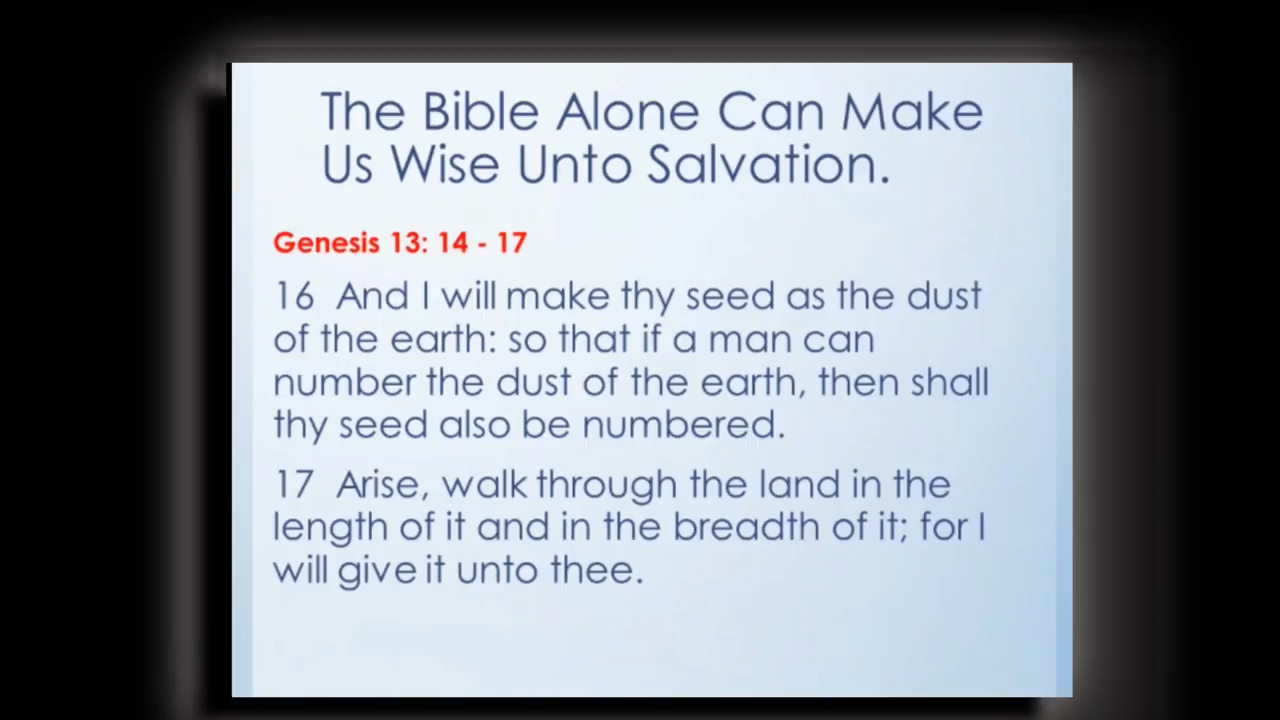 The Bible Alone Can Make
Us Wise Unto Salvation.
Genesis 13: 14 - 17
16 And I will make thy seed as the dust
of the earth: so that if a man can
number the dust of the earth, then shall
thy seed also be numbered.
17 Arise, walk through the land in the
length of it and in the breadth of it; for I
will give it unto thee.